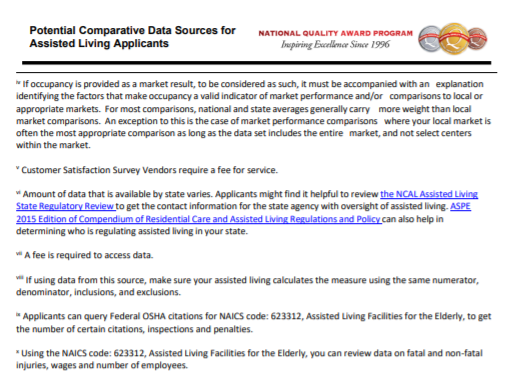 Potential Comparative Data Sources for
Assisted Living Applicants
NATIONAL QUALITY AWARD PROGRAM
Inspiring Excellence Since 1996
iv If occupancy is provided as a market result, to be considered as such, it must be accompanied with an explanation
identifying the factors that make occupancy a valid indicator of market performance and/or comparisons to local or
appropriate markets. For most comparisons, national and state averages generally carry more weight than local
market comparisons. An exception to this is the case of market performance comparisons where your local market is
often the most appropriate comparison as long as the data set includes the entire market, and not select centers
within the market.
v Customer Satisfaction Survey Vendors require a fee for service.
vi Amount of data that is available by state varies. Applicants might find it helpful to review the NCAL Assisted Living
State Regulatory Review to get the contact information for the state agency with oversight of assisted living. ASPE
2015 Edition of Compendium of Residential Care and Assisted Living Regulations and Policy can also help in
determining who is regulating assisted living in your state.
vii A fee is required to access data.
viii If using data from this source, make sure your assisted living calculates the measure using the same numerator,
denominator, inclusions, and exclusions.
ix Applicants can query Federal OSHA citations for NAICS code: 623312, Assisted Living Facilities for the Elderly, to get
the number of certain citations, inspections and penalties.
x Using the NAICS code: 623312, Assisted Living Facilities for the Elderly, you can review data on fatal and non-fatal
injuries, wages and number of employees.